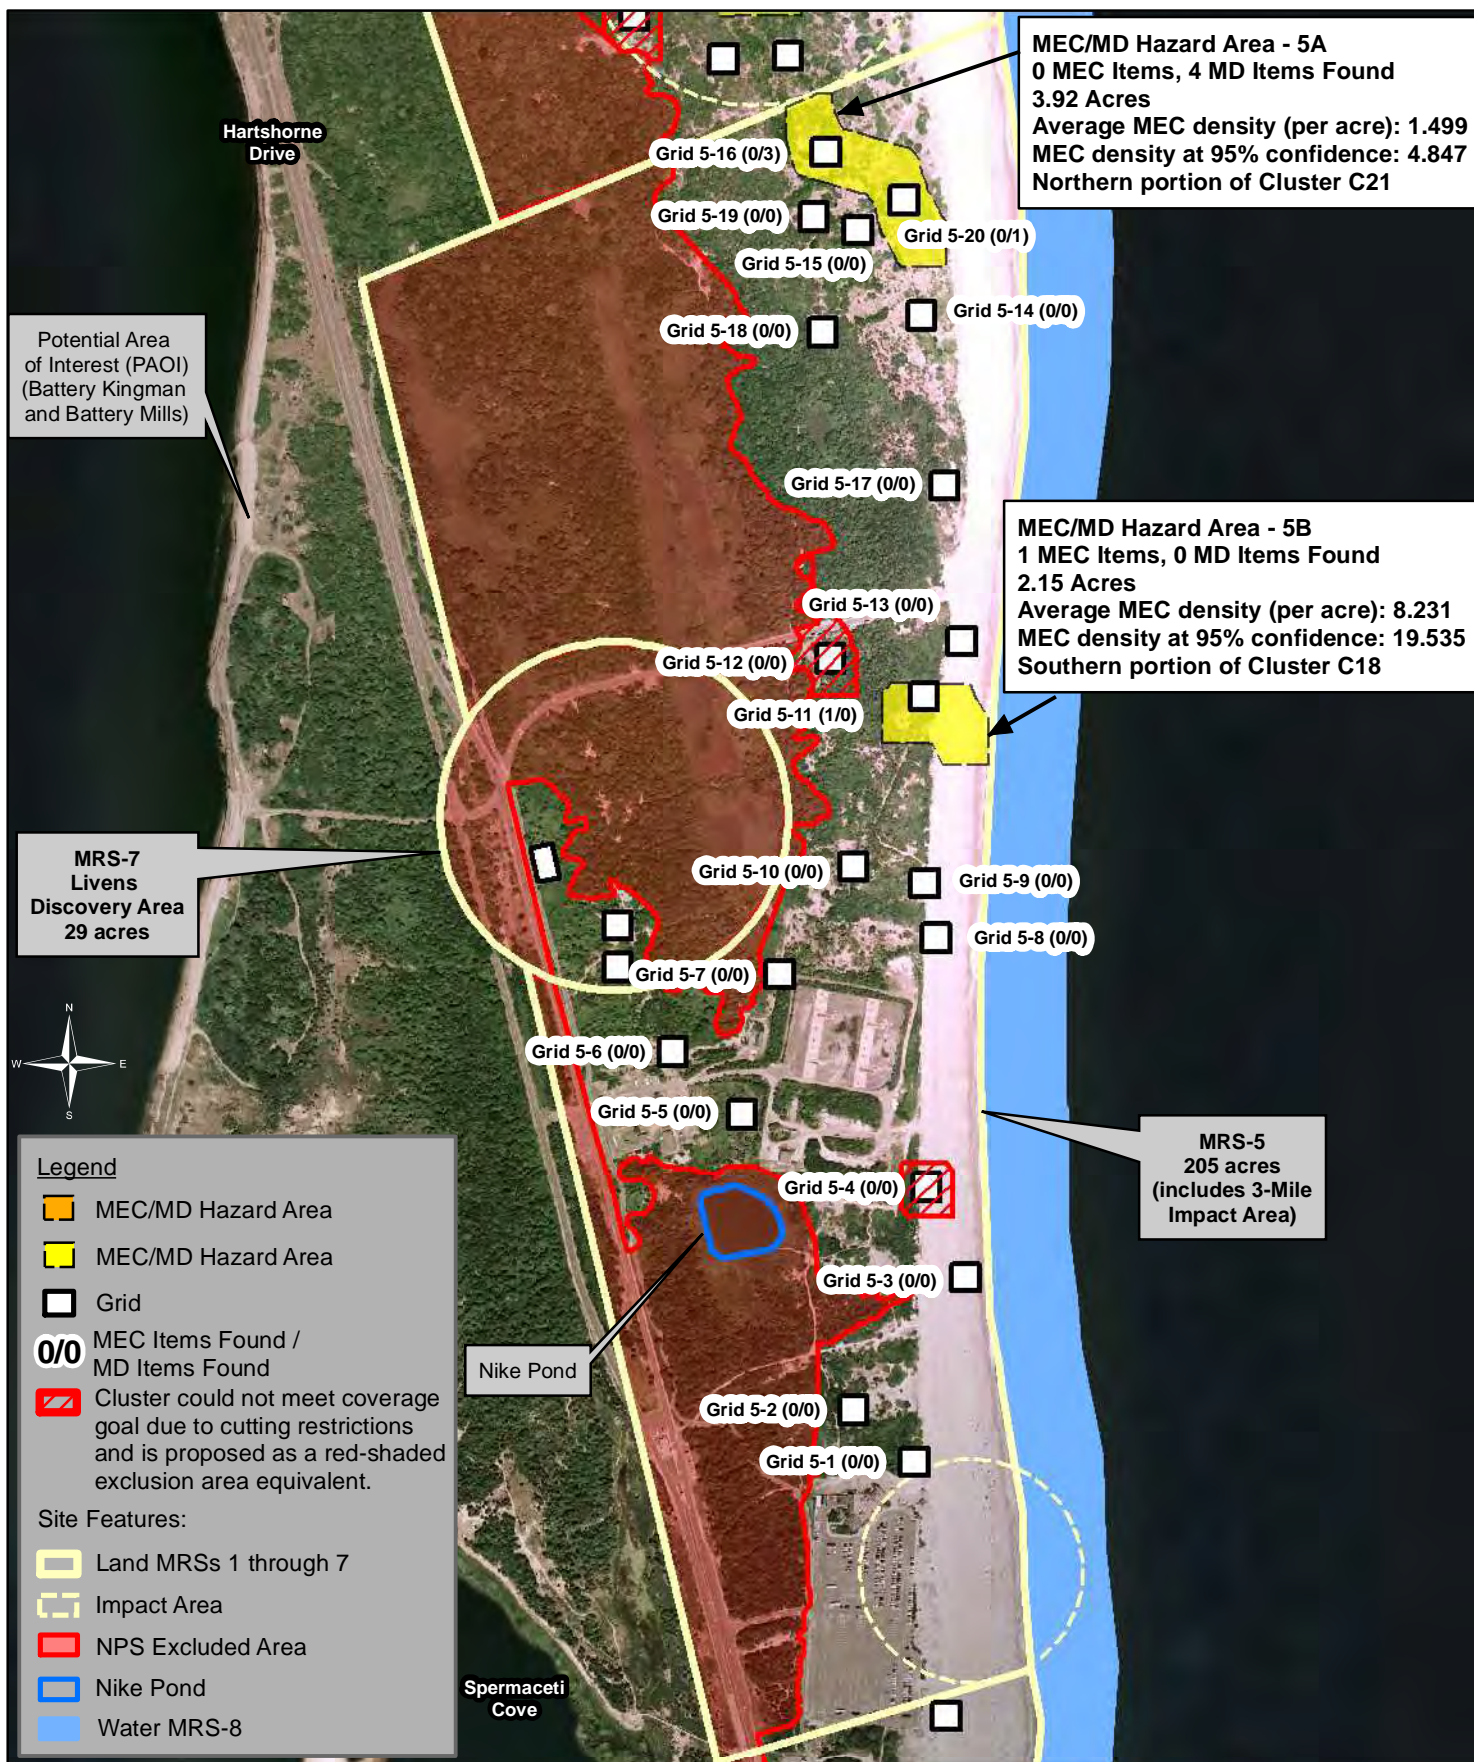 MEC/MD Hazard Area - 5A
0 MEC Items, 4 MD Items Found
3.92 Acres
Average MEC density (per acre): 1.499
MEC density at 95% confidence: 4.847
Northern portion of Cluster C21
Hartshorne
Drive
Grid 5-16 (0/3)
Grid 5-19 (0/0)
Grid 5-20 (0/1)
Grid 5-15 (0/0)
Grid 5-14 (0/0)
Grid 5-18 (0/0)
Potential Area
of Interest (PAOI)
(Battery Kingman
and Battery Mills)
Grid 5-17 (0/0)
MEC/MD Hazard Area - 5B
1 MEC Items, 0 MD Items Found
2.15 Acres
Average MEC density (per acre): 8.231
MEC density at 95% confidence: 19.535
Southern portion of Cluster C18
Grid 5-13 (0/0)
Grid 5-12 (0/0)
Grid 5-11 (1/0)
MRS-7
Livens
Discovery Area
29 acres
Grid 5-10 (0/0)
Grid 5-9 (0/0)
Grid 5-8 (0/0)
Grid 5-7 (0/0)
N
W
E
S
Grid 5-6 (0/0)
Grid 5-5 (0/0)
MRS-5
205 acres
(includes 3-Mile
Impact Area)
Grid 5-4 (0/0)
Grid 5-3 (0/0)
Nike Pond
Grid 5-2 (0/0)
Grid 5-1 (0/0)
Legend
MEC/MD Hazard Area
MEC/MD Hazard Area
Grid
0/0 MEC Items Found /
MD Items Found
Cluster could not meet coverage
goal due to cutting restrictions
and is proposed as a red-shaded
exclusion area equivalent.
Site Features:
Land MRSs 1 through 7
Impact Area
NPS Excluded Area
Nike Pond
Water MRS-8
Spermaceti
Cove